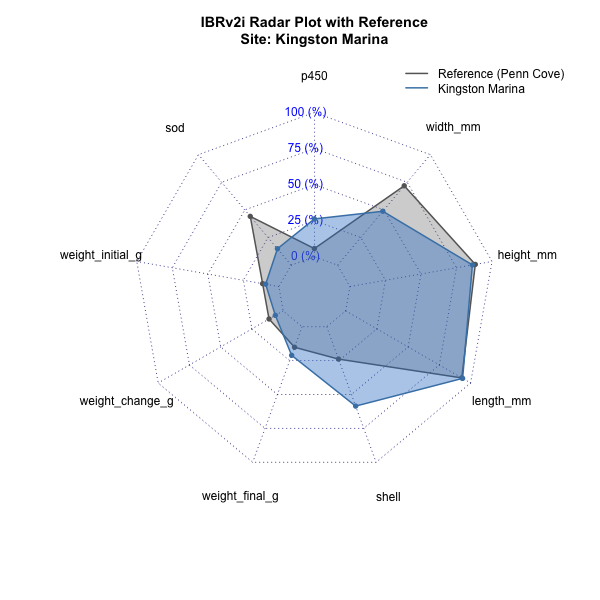 IBRv2i Radar Plot with Reference
Site: Kingston Marina
Reference (Penn Cove)
Kingston Marina
p450
sod
width_mm
100 (%)
75 (%)
50 (%)
25 (%)
0 (%)
weight_initial_g
height_mm
weight_change_g
length_mm
weight_final_g
shell